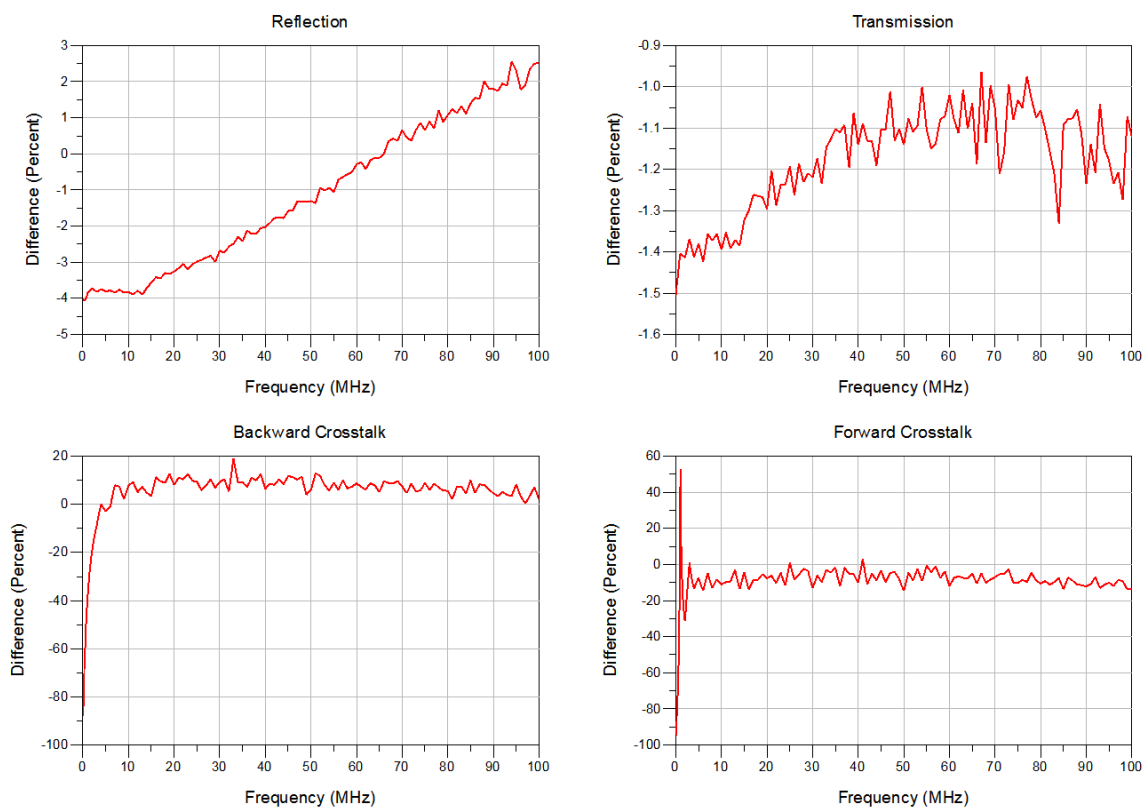 Reflection
Difference (Percent)
3
2
1
0
-1
-2
-3
-4
-5
0 10 20 30 40 50 60 70 80 90 100
Frequency (MHz)
Transmission
Difference (Percent)
-0.9
-1.0
-1.1
-1.2
-1.3
-1.4
-1.5
-1.6
0 10 20 30 40 50 60 70 80 90 100
Frequency (MHz)
Backward Crosstalk
Difference (Percent)
20
0
-20
-40
-60
-80
-100
0 10 20 30 40 50 60 70 80 90 100
Frequency (MHz)
Forward Crosstalk
Difference (Percent)
60
40
20
0
-20
-40
-60
-80
-100
0 10 20 30 40 50 60 70 80 90 100
Frequency (MHz)